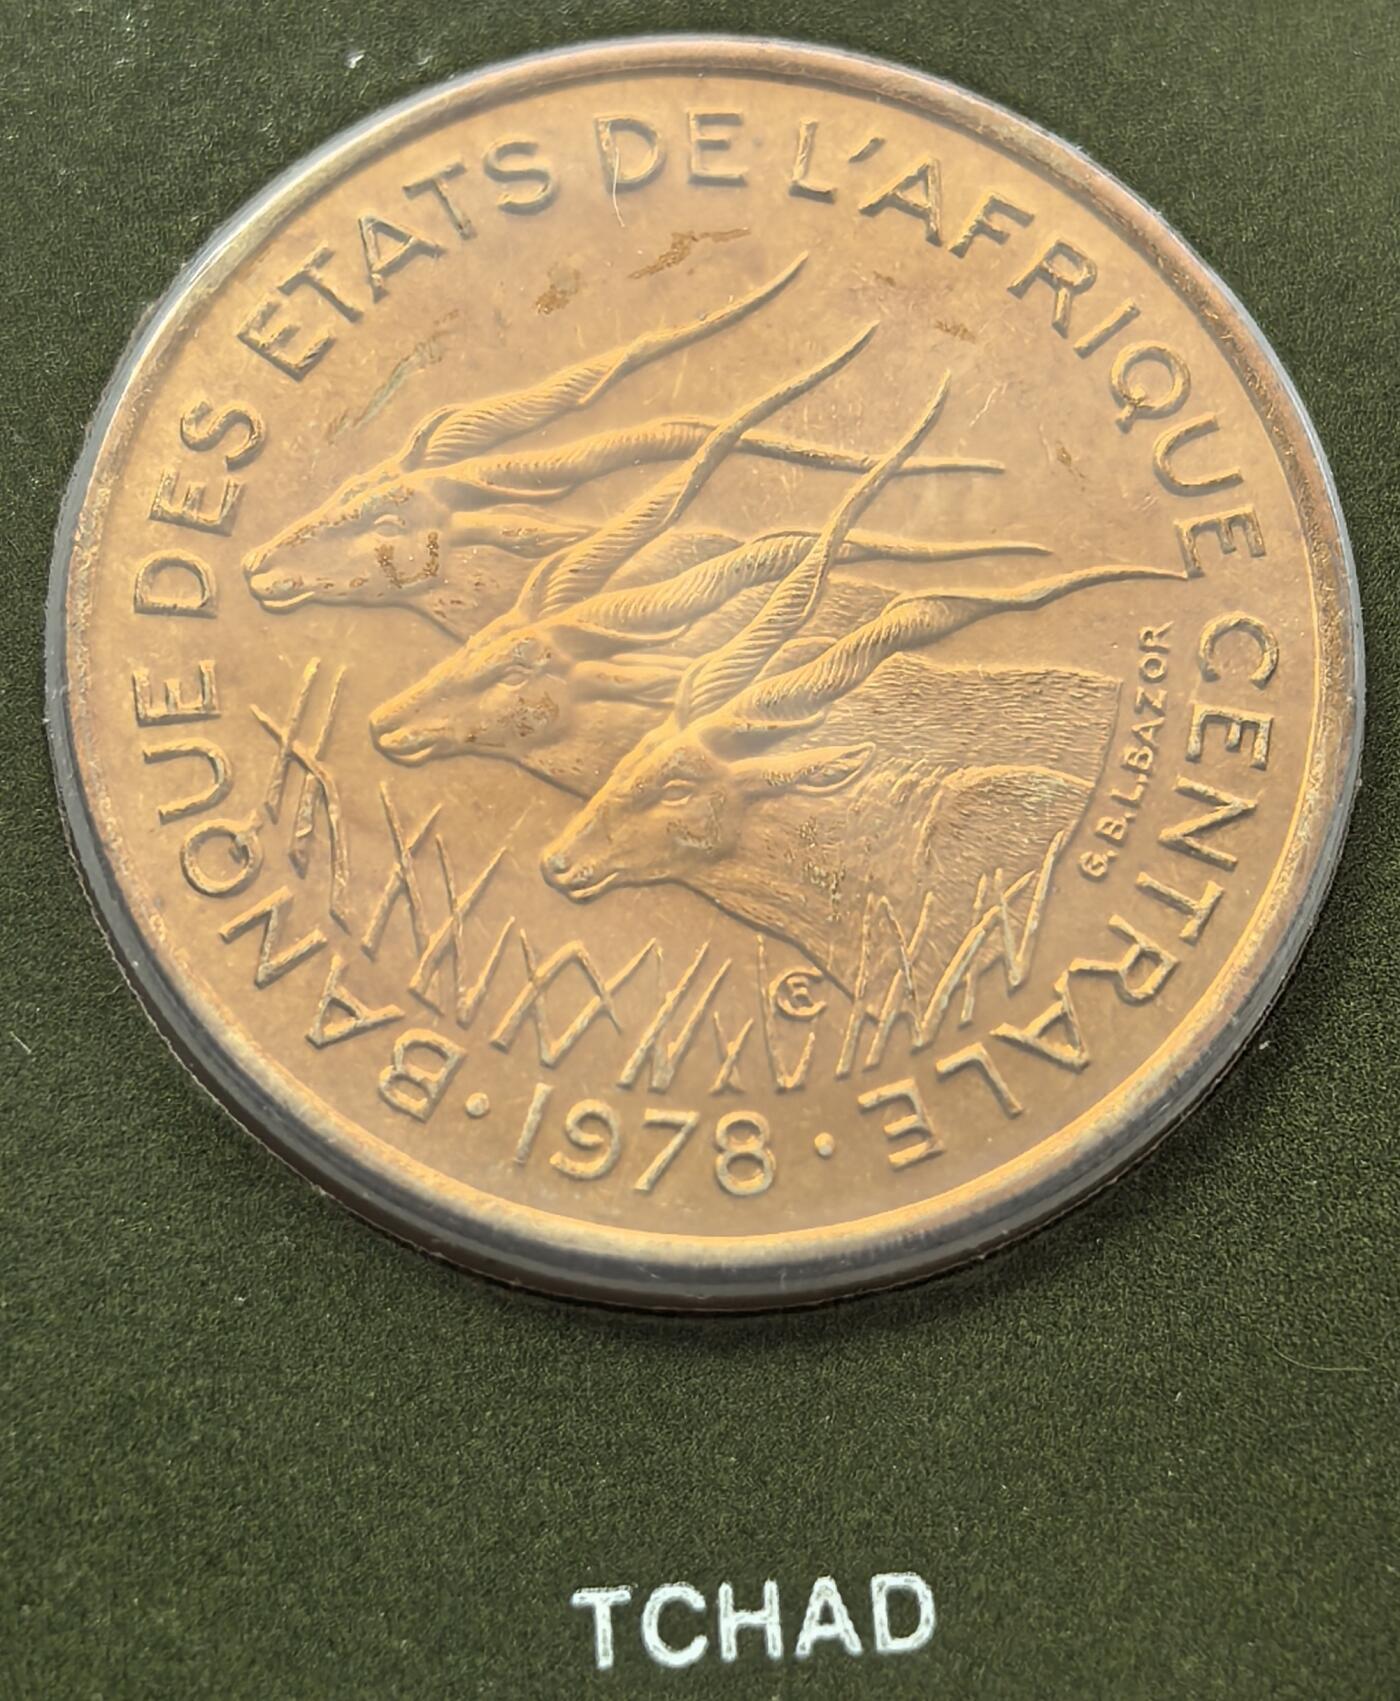 BANQUE DES ETATS DE L'AFRIQUE CENTRALE
G.B.L.BAZOR
• 1978 •
TCHAD